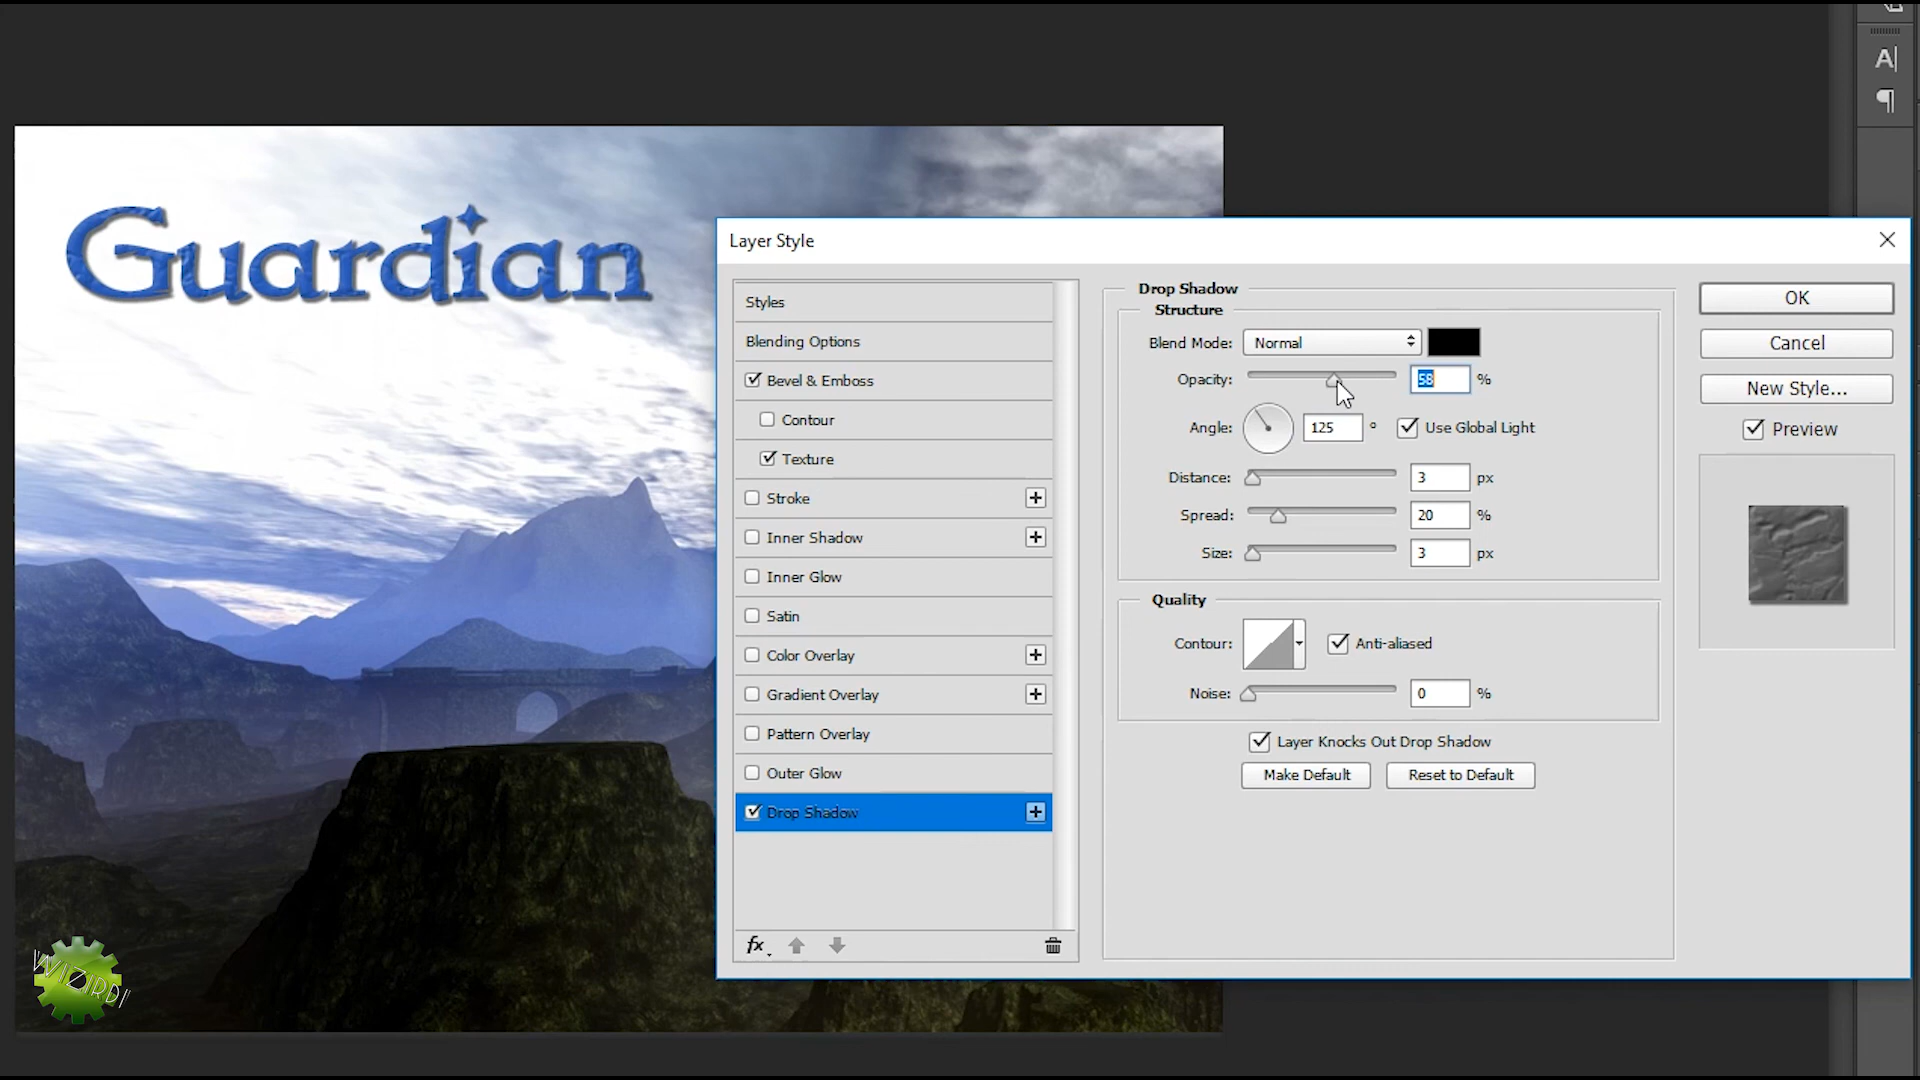 A
¶
Guardian
Layer Style
Styles
Blending Options
Bevel & Emboss
Contour
Texture
Stroke
Inner Shadow
Inner Glow
Satin
Color Overlay
Gradient Overlay
Pattern Overlay
Outer Glow
Drop Shadow
fx
Drop Shadow
Structure
Blend Mode: Normal
Opacity: 58 %
Angle: 125 ° Use Global Light
Distance: 3 px
Spread: 20 %
Size: 3 px
Quality
Contour: Anti-aliased
Noise: 0 %
Layer Knocks Out Drop Shadow
Make Default Reset to Default
OK
Cancel
New Style...
Preview
WIZIRDI